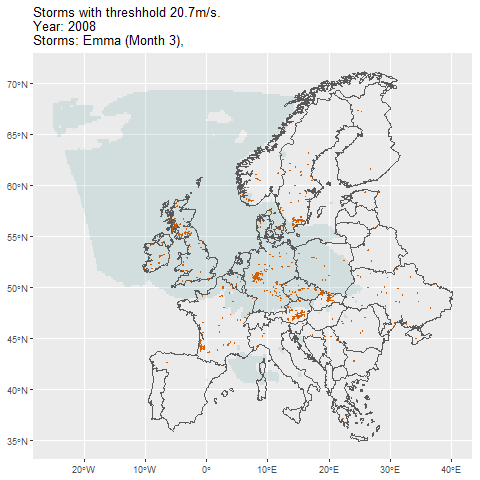 Storms with threshhold 20.7m/s.
Year: 2008
Storms: Emma (Month 3),
70°N
65°N
60°N
55°N
50°N
45°N
40°N
35°N
20°W 10°W 0° 10°E 20°E 30°E 40°E